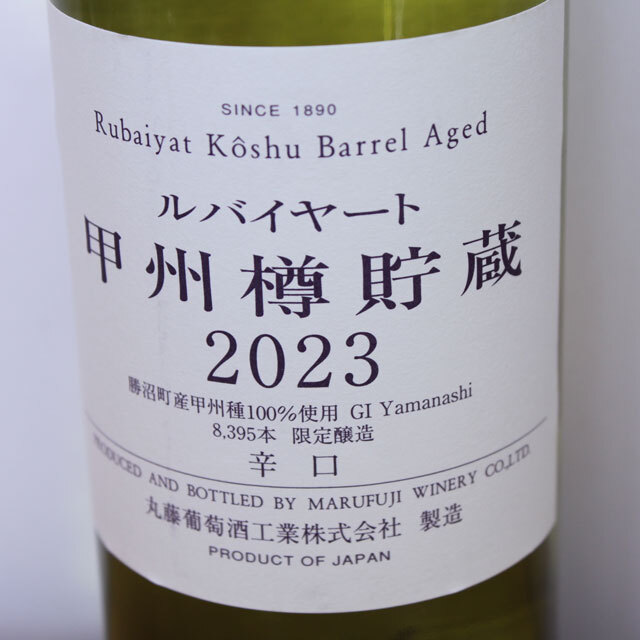 SINCE 1890
Rubaiyat Kôshu Barrel Aged
ルバイヤート
甲州樽貯蔵
2023
勝沼町産甲州種100%使用 GI Yamanashi
8,395本 限定醸造
辛口
PRODUCED AND BOTTLED BY MARUFUJI WINERY CO.,LTD.
丸藤葡萄酒工業株式会社 製造
PRODUCT OF JAPAN